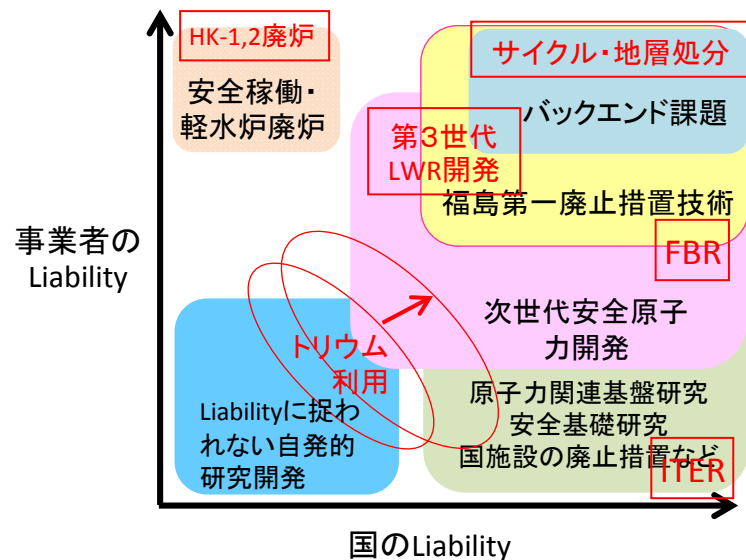 HK-1,2廃炉
安全稼働・
軽水炉廃炉
サイクル・地層処分
バックエンド課題
第３世代
LWR開発
福島第一廃止措置技術
FBR
事業者の
Liability
次世代安全原子
力開発
トリウム
利用
Liabilityに捉わ
れない自発的
研究開発
原子力関連基盤研究
安全基礎研究
国施設の廃止措置など
ITER
国のLiability